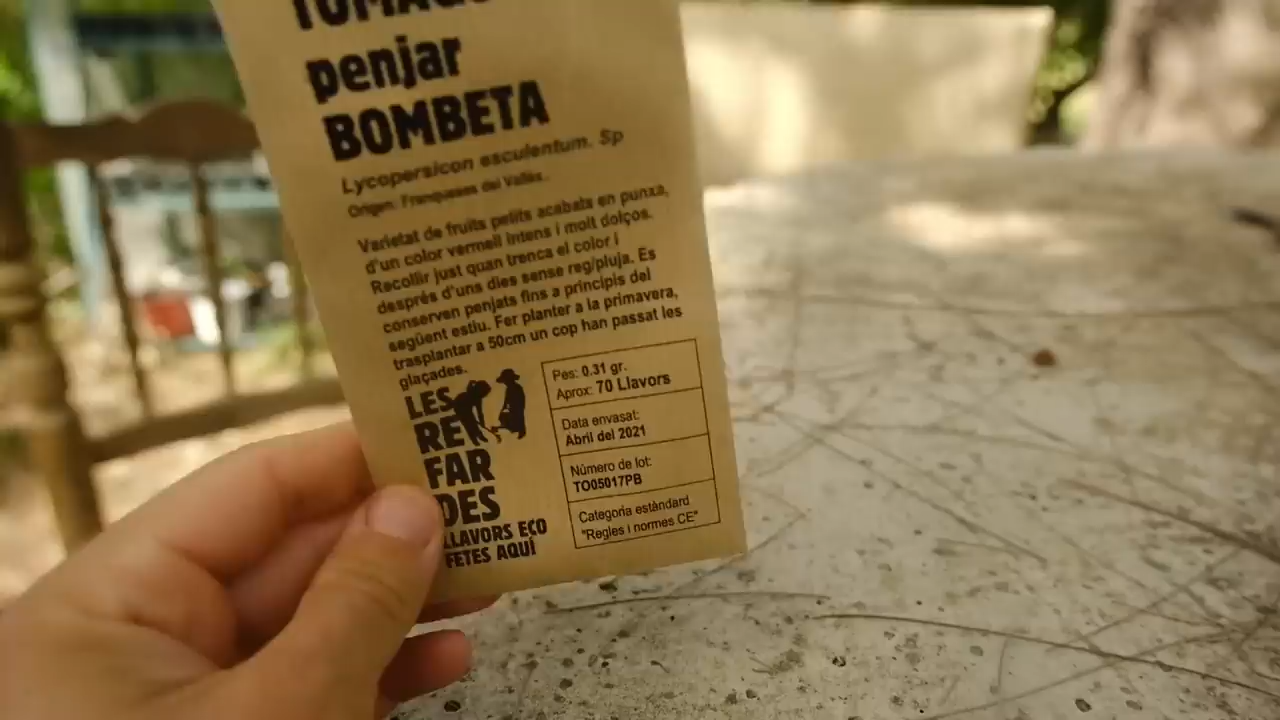 penjar
BOMBETA
Lycopersicon esculentum. Sp
Origen: Franqueses del Vallès.
Varietat de fruits petits acabats en punxa,
d'un color vermell intens i molt dolços.
Recollir just quan trenca el color i
després d'uns dies sense reg/pluja. Es
conserven penjats fins a principis del
següent estiu. Fer planter a la primavera,
trasplantar a 50cm un cop han passat les
glaçades.
LES
RE
FAR
DES
LLAVORS ECO
FETES AQUÍ
Pes: 0.31 gr.
Aprox: 70 Llavors
Data envasat:
Abril del 2021
Número de lot:
TO05017PB
Categoria estàndard
"Regles i normes CE"